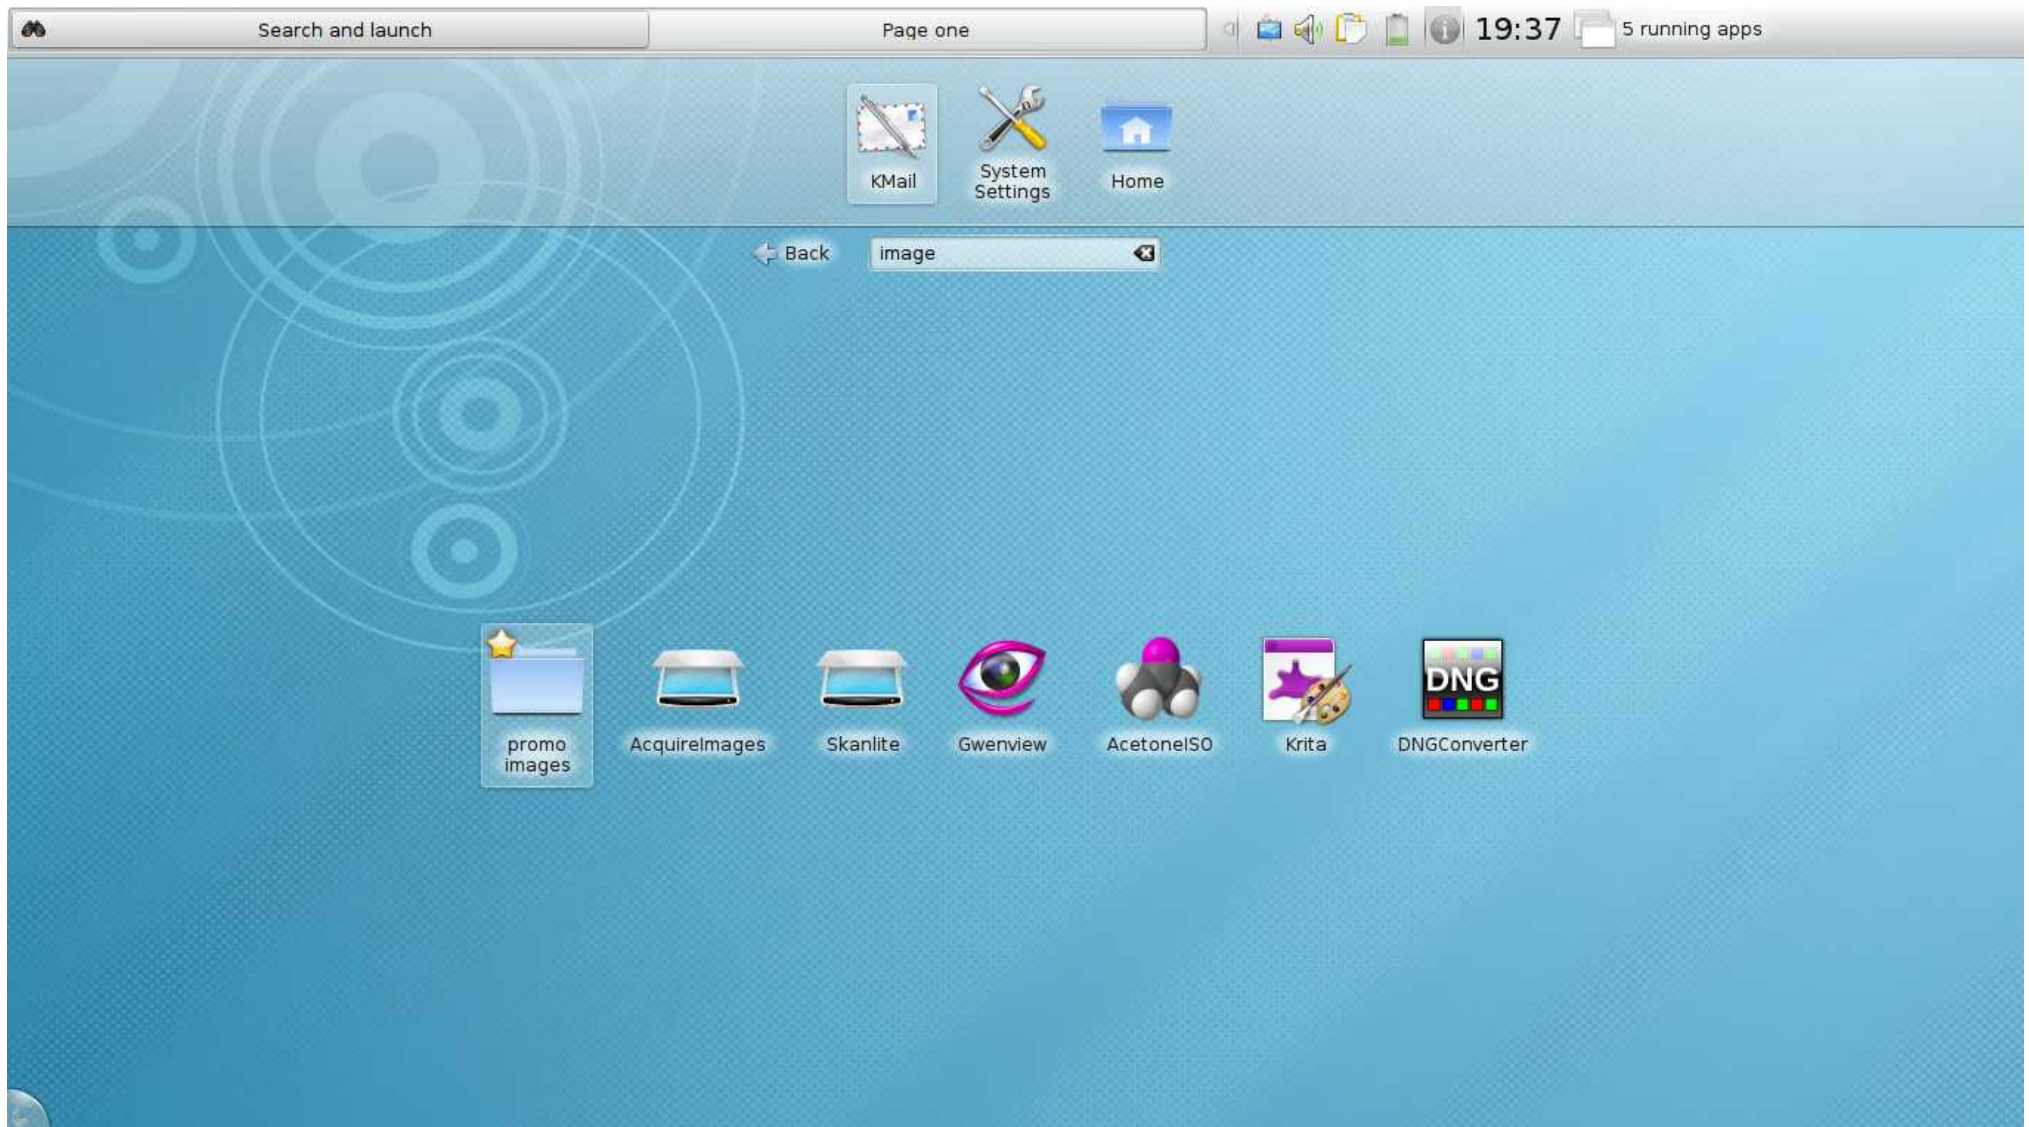 Search and launch
Page one
19:37
5 running apps
KMail
System
Settings
Home
Back
image
promo
images
AcquireImages
Skanlite
Gwenview
AcetoneISO
Krita
DNG
DNGConverter